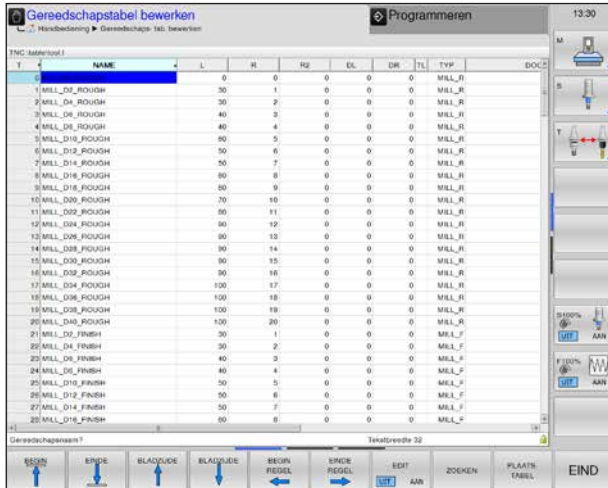 Gereedschapstabel bewerken
Programmeren
13:30
Handbediening ▶ Gereedschaps- tab. bewerken
TNC:\table\tool.t
T NAME L R R2 DL DR TL TYP DOC
0 0 0 0 0 0 MILL_R
1 MILL_D2_ROUGH 30 1 0 0 0 MILL_R
2 MILL_D4_ROUGH 30 2 0 0 0 MILL_R
3 MILL_D6_ROUGH 40 3 0 0 0 MILL_R
4 MILL_D8_ROUGH 40 4 0 0 0 MILL_R
5 MILL_D10_ROUGH 60 5 0 0 0 MILL_R
6 MILL_D12_ROUGH 50 6 0 0 0 MILL_R
7 MILL_D14_ROUGH 50 7 0 0 0 MILL_R
8 MILL_D16_ROUGH 60 8 0 0 0 MILL_R
9 MILL_D18_ROUGH 60 9 0 0 0 MILL_R
10 MILL_D20_ROUGH 70 10 0 0 0 MILL_R
11 MILL_D22_ROUGH 80 11 0 0 0 MILL_R
12 MILL_D24_ROUGH 90 12 0 0 0 MILL_R
13 MILL_D26_ROUGH 90 13 0 0 0 MILL_R
14 MILL_D28_ROUGH 90 14 0 0 0 MILL_R
15 MILL_D30_ROUGH 90 15 0 0 0 MILL_R
16 MILL_D32_ROUGH 90 16 0 0 0 MILL_R
17 MILL_D34_ROUGH 100 17 0 0 0 MILL_R
18 MILL_D36_ROUGH 100 18 0 0 0 MILL_R
19 MILL_D38_ROUGH 100 19 0 0 0 MILL_R
20 MILL_D40_ROUGH 100 20 0 0 0 MILL_R
21 MILL_D2_FINISH 30 1 0 0 0 MILL_F
22 MILL_D4_FINISH 30 2 0 0 0 MILL_F
23 MILL_D6_FINISH 40 3 0 0 0 MILL_F
24 MILL_D8_FINISH 40 4 0 0 0 MILL_F
25 MILL_D10_FINISH 50 5 0 0 0 MILL_F
26 MILL_D12_FINISH 50 6 0 0 0 MILL_F
27 MILL_D14_FINISH 50 7 0 0 0 MILL_F
28 MILL_D16_FINISH 60 8 0 0 0 MILL_F
Gereedschapsnaam? Tekstbreedte 32
M
S
T
S100%
UIT AAN
F100%
UIT AAN
BEGIN
EINDE
BLADZIJDE
BLADZIJDE
BEGIN REGEL
EINDE REGEL
EDIT
UIT AAN
ZOEKEN
PLAATS-
TABEL
EIND